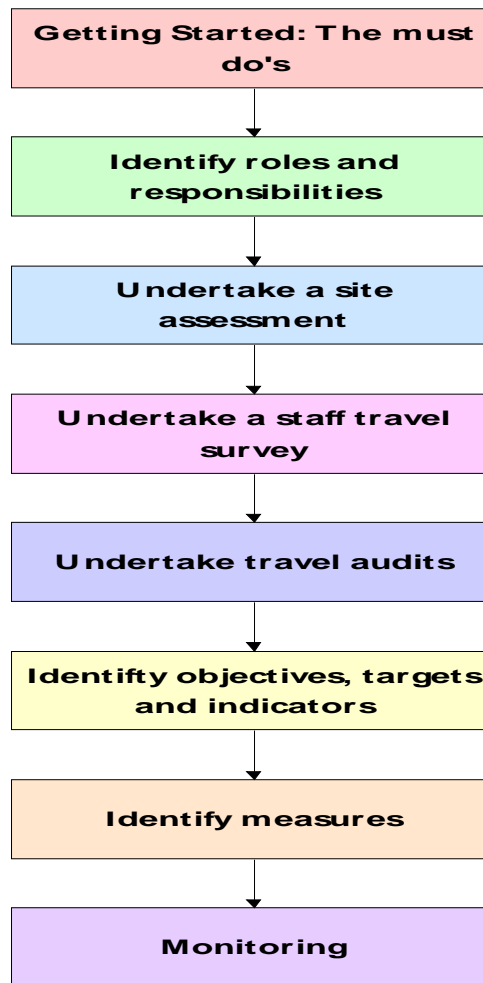 Getting Started: The must
do's
Identify roles and
responsibilities
Undertake a site
assessment
Undertake a staff travel
survey
Undertake travel audits
Identifty objectives, targets
and indicators
Identify measures
Monitoring